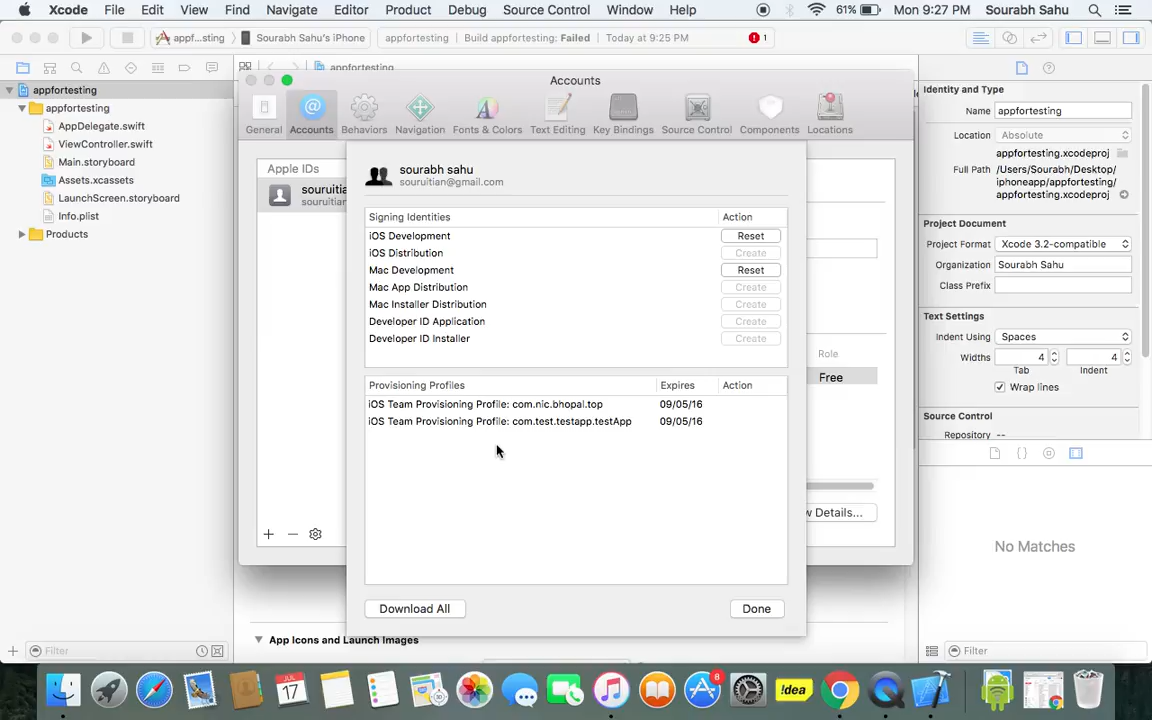 Xcode File Edit View Find Navigate Editor Product Debug Source Control Window Help 61% Mon 9:27 PM Sourabh Sahu
appf...sting Sourabh Sahu's iPhone appfortesting Build appfortesting: Failed Today at 9:25 PM 1
appfortesting
appfortesting
appfortesting
AppDelegate.swift
ViewController.swift
Main.storyboard
Assets.xcassets
LaunchScreen.storyboard
Info.plist
Products
Filter
Accounts
General Accounts Behaviors Navigation Fonts & Colors Text Editing Key Bindings Source Control Components Locations
Apple IDs
souruitia
souruitian
Role
Free
w Details...
sourabh sahu
souruitian@gmail.com
Signing Identities Action
iOS Development Reset
iOS Distribution Create
Mac Development Reset
Mac App Distribution Create
Mac Installer Distribution Create
Developer ID Application Create
Developer ID Installer Create
Provisioning Profiles Expires Action
iOS Team Provisioning Profile: com.nic.bhopal.top 09/05/16
iOS Team Provisioning Profile: com.test.testapp.testApp 09/05/16
Download All Done
App Icons and Launch Images
Identity and Type
Name appfortesting
Location Absolute
appfortesting.xcodeproj
Full Path /Users/Sourabh/Desktop/
iphoneapp/appfortesting/
appfortesting.xcodeproj
Project Document
Project Format Xcode 3.2-compatible
Organization Sourabh Sahu
Class Prefix
Text Settings
Indent Using Spaces
Widths 4 4
Tab Indent
Wrap lines
Source Control
Repository --
{ }
No Matches
Filter
JUL
17
8
!dea